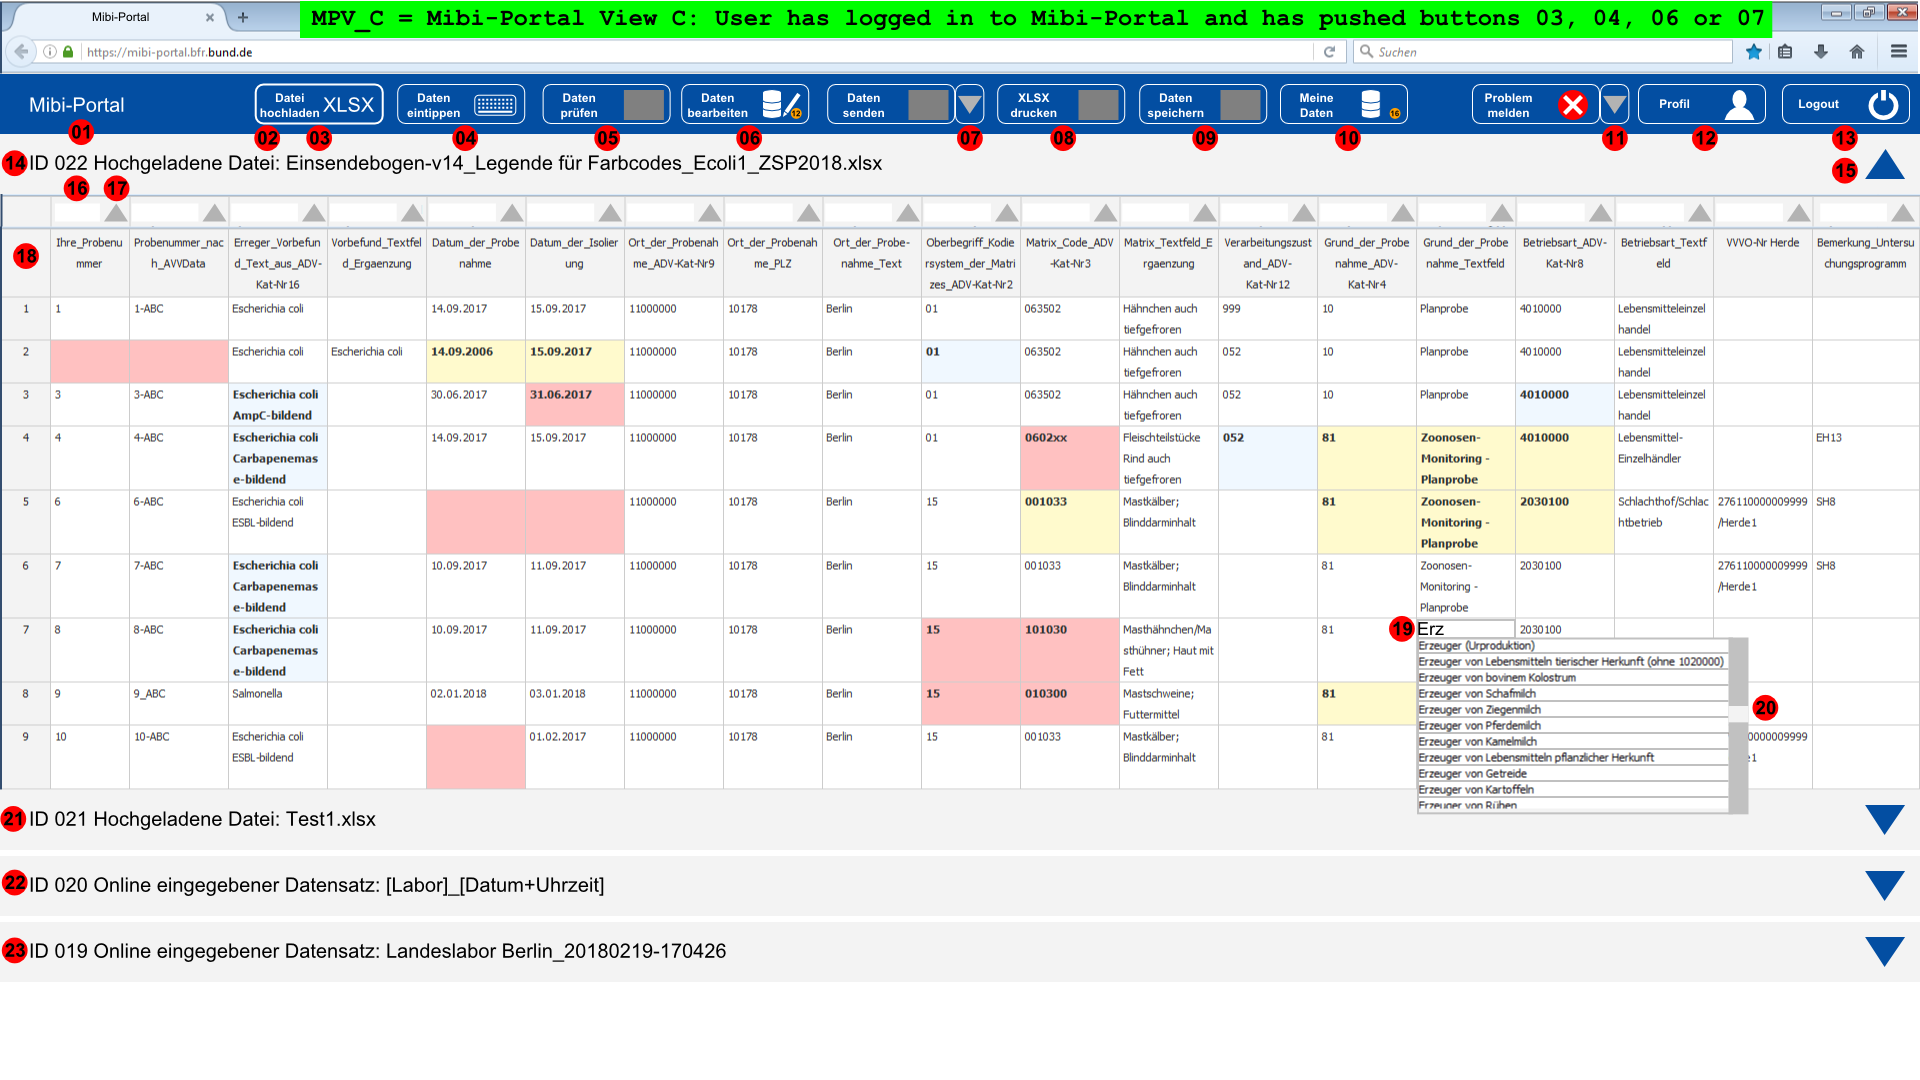 Mibi-Portal
MPV_C = Mibi-Portal View C: User has logged in to Mibi-Portal and has pushed buttons 03, 04, 06 or 07
https://mibi-portal.bfr.bund.de
Suchen
Mibi-Portal
Datei hochladen XLSX
Daten eintippen
Daten prüfen
Daten bearbeiten 12
Daten senden
XLSX drucken
Daten speichern
Meine Daten 16
Problem melden
Profil
Logout
01 02 03 04 05 06 07 08 09 10 11 12 13
14 ID 022 Hochgeladene Datei: Einsendebogen-v14_Legende für Farbcodes_Ecoli1_ZSP2018.xlsx 15
16 17
18 Ihre_Probenummer Probenummer_nach_AVVData Erreger_Vorbefund_Text_aus_ADV-Kat-Nr16 Vorbefund_Textfeld_Ergaenzung Datum_der_Probenahme Datum_der_Isolierung Ort_der_Probenahme_ADV-Kat-Nr9 Ort_der_Probenahme_PLZ Ort_der_Probe-nahme_Text Oberbegriff_Kodiersystem_der_Matrizes_ADV-Kat-Nr2 Matrix_Code_ADV-Kat-Nr3 Matrix_Textfeld_Ergaenzung Verarbeitungszustand_ADV-Kat-Nr12 Grund_der_Probenahme_ADV-Kat-Nr4 Grund_der_Probenahme_Textfeld Betriebsart_ADV-Kat-Nr8 Betriebsart_Textfeld VVVO-Nr Herde Bemerkung_Untersuchungsprogramm
1 1 1-ABC Escherichia coli 14.09.2017 15.09.2017 11000000 10178 Berlin 01 063502 Hähnchen auch tiefgefroren 999 10 Planprobe 4010000 Lebensmitteleinzelhandel
2 Escherichia coli Escherichia coli 14.09.2006 15.09.2017 11000000 10178 Berlin 01 063502 Hähnchen auch tiefgefroren 052 10 Planprobe 4010000 Lebensmitteleinzelhandel
3 3 3-ABC Escherichia coli AmpC-bildend 30.06.2017 31.06.2017 11000000 10178 Berlin 01 063502 Hähnchen auch tiefgefroren 052 10 Planprobe 4010000 Lebensmitteleinzelhandel
4 4 4-ABC Escherichia coli Carbapenemase-bildend 14.09.2017 15.09.2017 11000000 10178 Berlin 01 0602xx Fleischteilstücke Rind auch tiefgefroren 052 81 Zoonosen-Monitoring - Planprobe 4010000 Lebensmittel-Einzelhändler EH13
5 6 6-ABC Escherichia coli ESBL-bildend 11000000 10178 Berlin 15 001033 Mastkälber; Blinddarminhalt 81 Zoonosen-Monitoring - Planprobe 2030100 Schlachthof/Schlachtbetrieb 276110000009999/Herde1 SH8
6 7 7-ABC Escherichia coli Carbapenemase-bildend 10.09.2017 11.09.2017 11000000 10178 Berlin 15 001033 Mastkälber; Blinddarminhalt 81 Zoonosen-Monitoring - Planprobe 2030100 276110000009999/Herde1 SH8
7 8 8-ABC Escherichia coli Carbapenemase-bildend 10.09.2017 11.09.2017 11000000 10178 Berlin 15 101030 Masthähnchen/Masthühner; Haut mit Fett 81 19 Erz 2030100
8 9 9_ABC Salmonella 02.01.2018 03.01.2018 11000000 10178 Berlin 15 010300 Mastschweine; Futtermittel 81
9 10 10-ABC Escherichia coli ESBL-bildend 01.02.2017 11000000 10178 Berlin 15 001033 Mastkälber; Blinddarminhalt 81 0000009999 1
Erzeuger (Urproduktion)
Erzeuger von Lebensmitteln tierischer Herkunft (ohne 1020000)
Erzeuger von bovinem Kolostrum
Erzeuger von Schafmilch
Erzeuger von Ziegenmilch
Erzeuger von Pferdemilch
Erzeuger von Kamelmilch
Erzeuger von Lebensmitteln pflanzlicher Herkunft
Erzeuger von Getreide
Erzeuger von Kartoffeln
Erzeuger von Rüben
20
21 ID 021 Hochgeladene Datei: Test1.xlsx
22 ID 020 Online eingegebener Datensatz: [Labor]_[Datum+Uhrzeit]
23 ID 019 Online eingegebener Datensatz: Landeslabor Berlin_20180219-170426